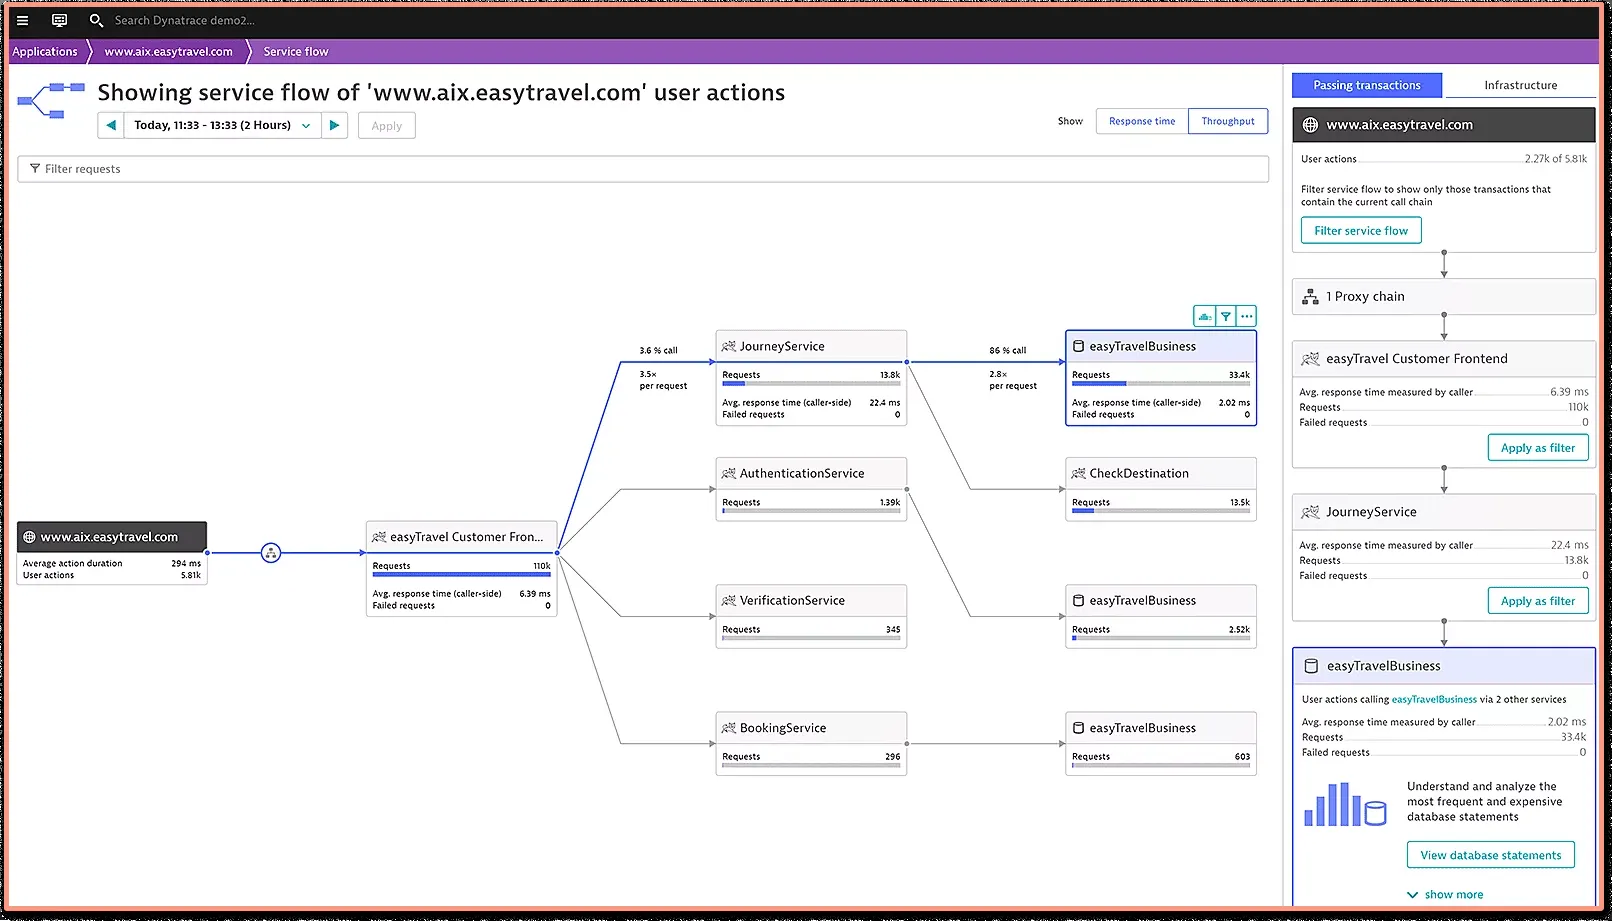 Search Dynatrace demo2...
Applications
www.aix.easytravel.com
Service flow
Showing service flow of 'www.aix.easytravel.com' user actions
Today, 11:33 - 13:33 (2 Hours)
Apply
Show
Response time
Throughput
Filter requests
www.aix.easytravel.com
Average action duration 294 ms
User actions 5.81k
easyTravel Customer Fron...
Requests 110k
Avg. response time (caller-side) 6.39 ms
Failed requests 0
3.6 % call
3.5×
per request
JourneyService
Requests 13.8k
Avg. response time (caller-side) 22.4 ms
Failed requests 0
86 % call
2.8×
per request
easyTravelBusiness
Requests 33.4k
Avg. response time (caller-side) 2.02 ms
Failed requests 0
AuthenticationService
Requests 1.39k
CheckDestination
Requests 13.5k
VerificationService
Requests 345
easyTravelBusiness
Requests 2.52k
BookingService
Requests 296
easyTravelBusiness
Requests 603
Passing transactions
Infrastructure
www.aix.easytravel.com
User actions 2.27k of 5.81k
Filter service flow to show only those transactions that
contain the current call chain
Filter service flow
1 Proxy chain
easyTravel Customer Frontend
Avg. response time measured by caller 6.39 ms
Requests 110k
Failed requests 0
Apply as filter
JourneyService
Avg. response time measured by caller 22.4 ms
Requests 13.8k
Failed requests 0
Apply as filter
easyTravelBusiness
User actions calling easyTravelBusiness via 2 other services
Avg. response time measured by caller 2.02 ms
Requests 33.4k
Failed requests 0
Understand and analyze the
most frequent and expensive
database statements
View database statements
show more